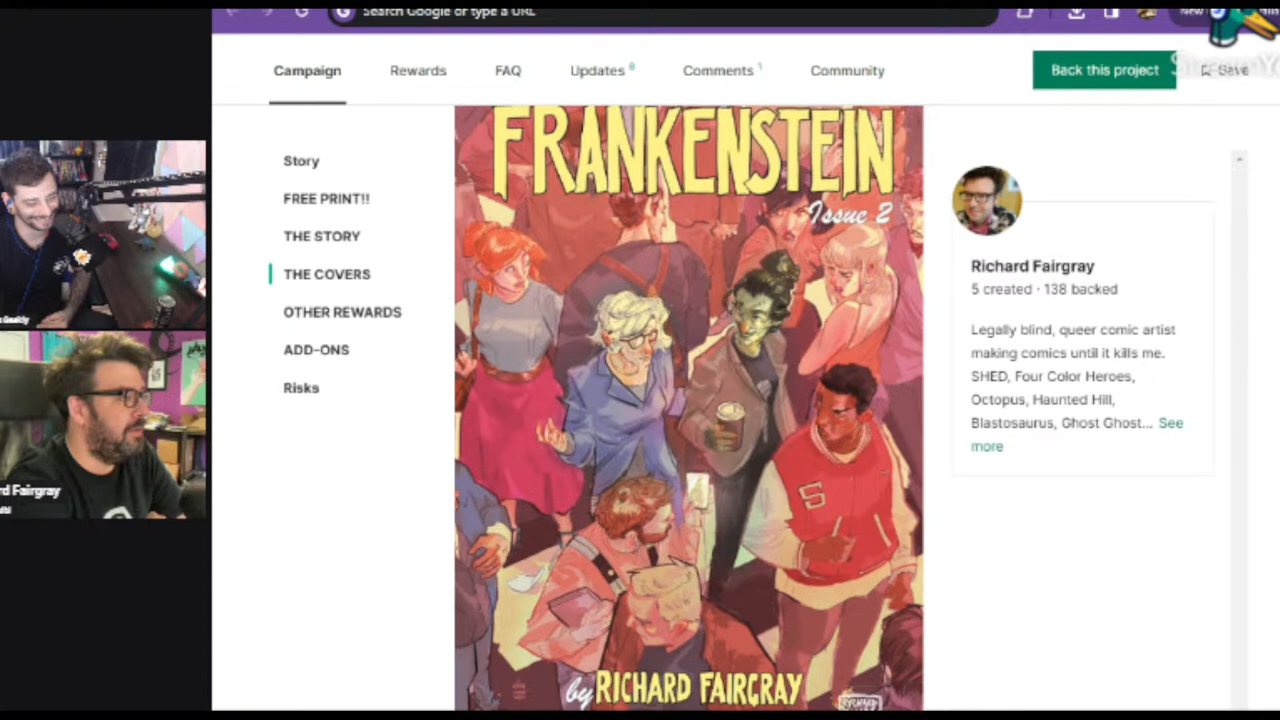 Search Google or type a URL
New
Campaign
Rewards
FAQ
Updates 8
Comments 1
Community
Back this project
Save
Story
FREE PRINT!!
THE STORY
THE COVERS
OTHER REWARDS
ADD-ONS
Risks
FRANKENSTEIN
Issue 2
S
by RICHARD FAIRGRAY
Richard Fairgray
5 created · 138 backed
Legally blind, queer comic artist
making comics until it kills me.
SHED, Four Color Heroes,
Octopus, Haunted Hill,
Blastosaurus, Ghost Ghost... See
more
rd Fairgray